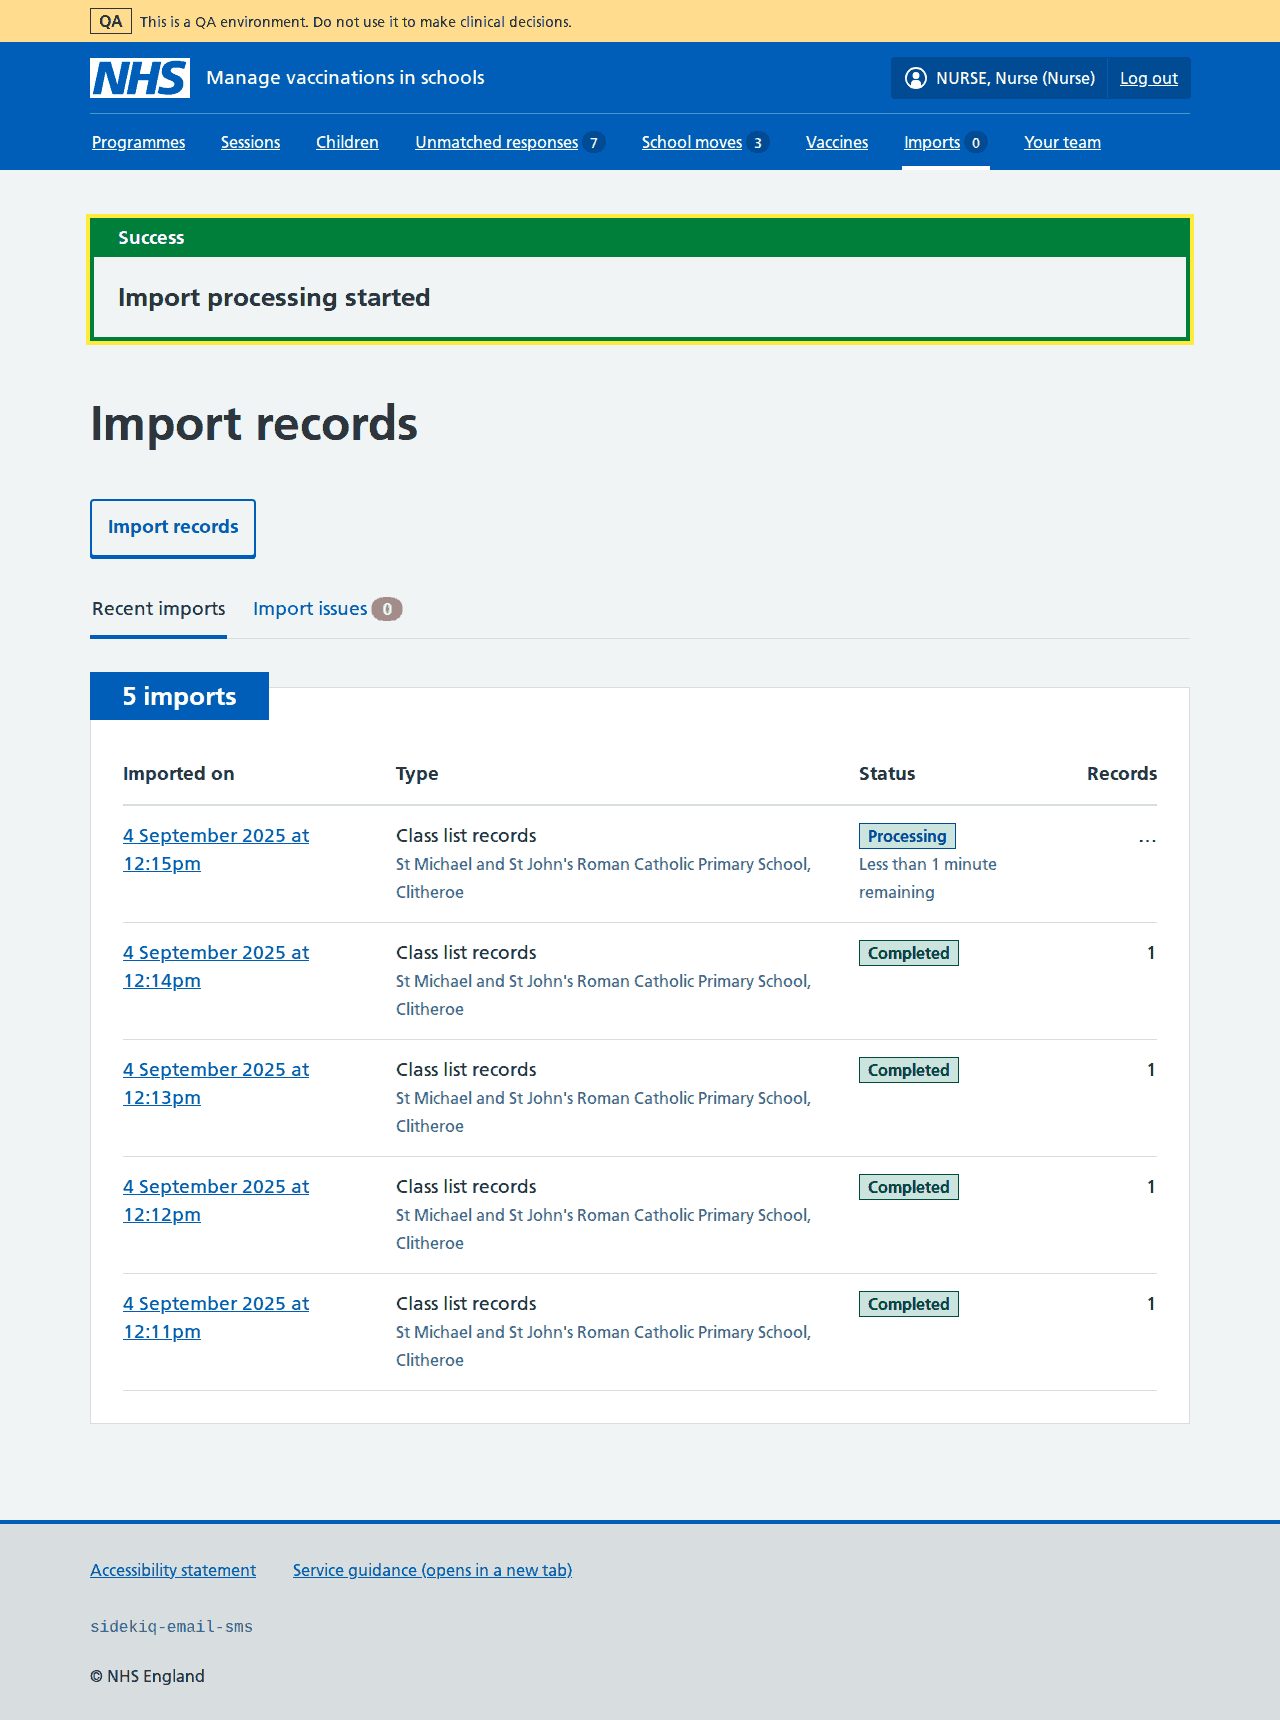 QA This is a QA environment. Do not use it to make clinical decisions.
NHS Manage vaccinations in schools NURSE, Nurse (Nurse) Log out
Programmes Sessions Children Unmatched responses 7 School moves 3 Vaccines Imports 0 Your team
Success
Import processing started
Import records
Import records
Recent imports Import issues 0
5 imports
Imported on Type Status Records
4 September 2025 at Class list records Processing ...
12:15pm St Michael and St John's Roman Catholic Primary School, Less than 1 minute
Clitheroe remaining
4 September 2025 at Class list records Completed 1
12:14pm St Michael and St John's Roman Catholic Primary School,
Clitheroe
4 September 2025 at Class list records Completed 1
12:13pm St Michael and St John's Roman Catholic Primary School,
Clitheroe
4 September 2025 at Class list records Completed 1
12:12pm St Michael and St John's Roman Catholic Primary School,
Clitheroe
4 September 2025 at Class list records Completed 1
12:11pm St Michael and St John's Roman Catholic Primary School,
Clitheroe
Accessibility statement Service guidance (opens in a new tab)
sidekiq-email-sms
© NHS England